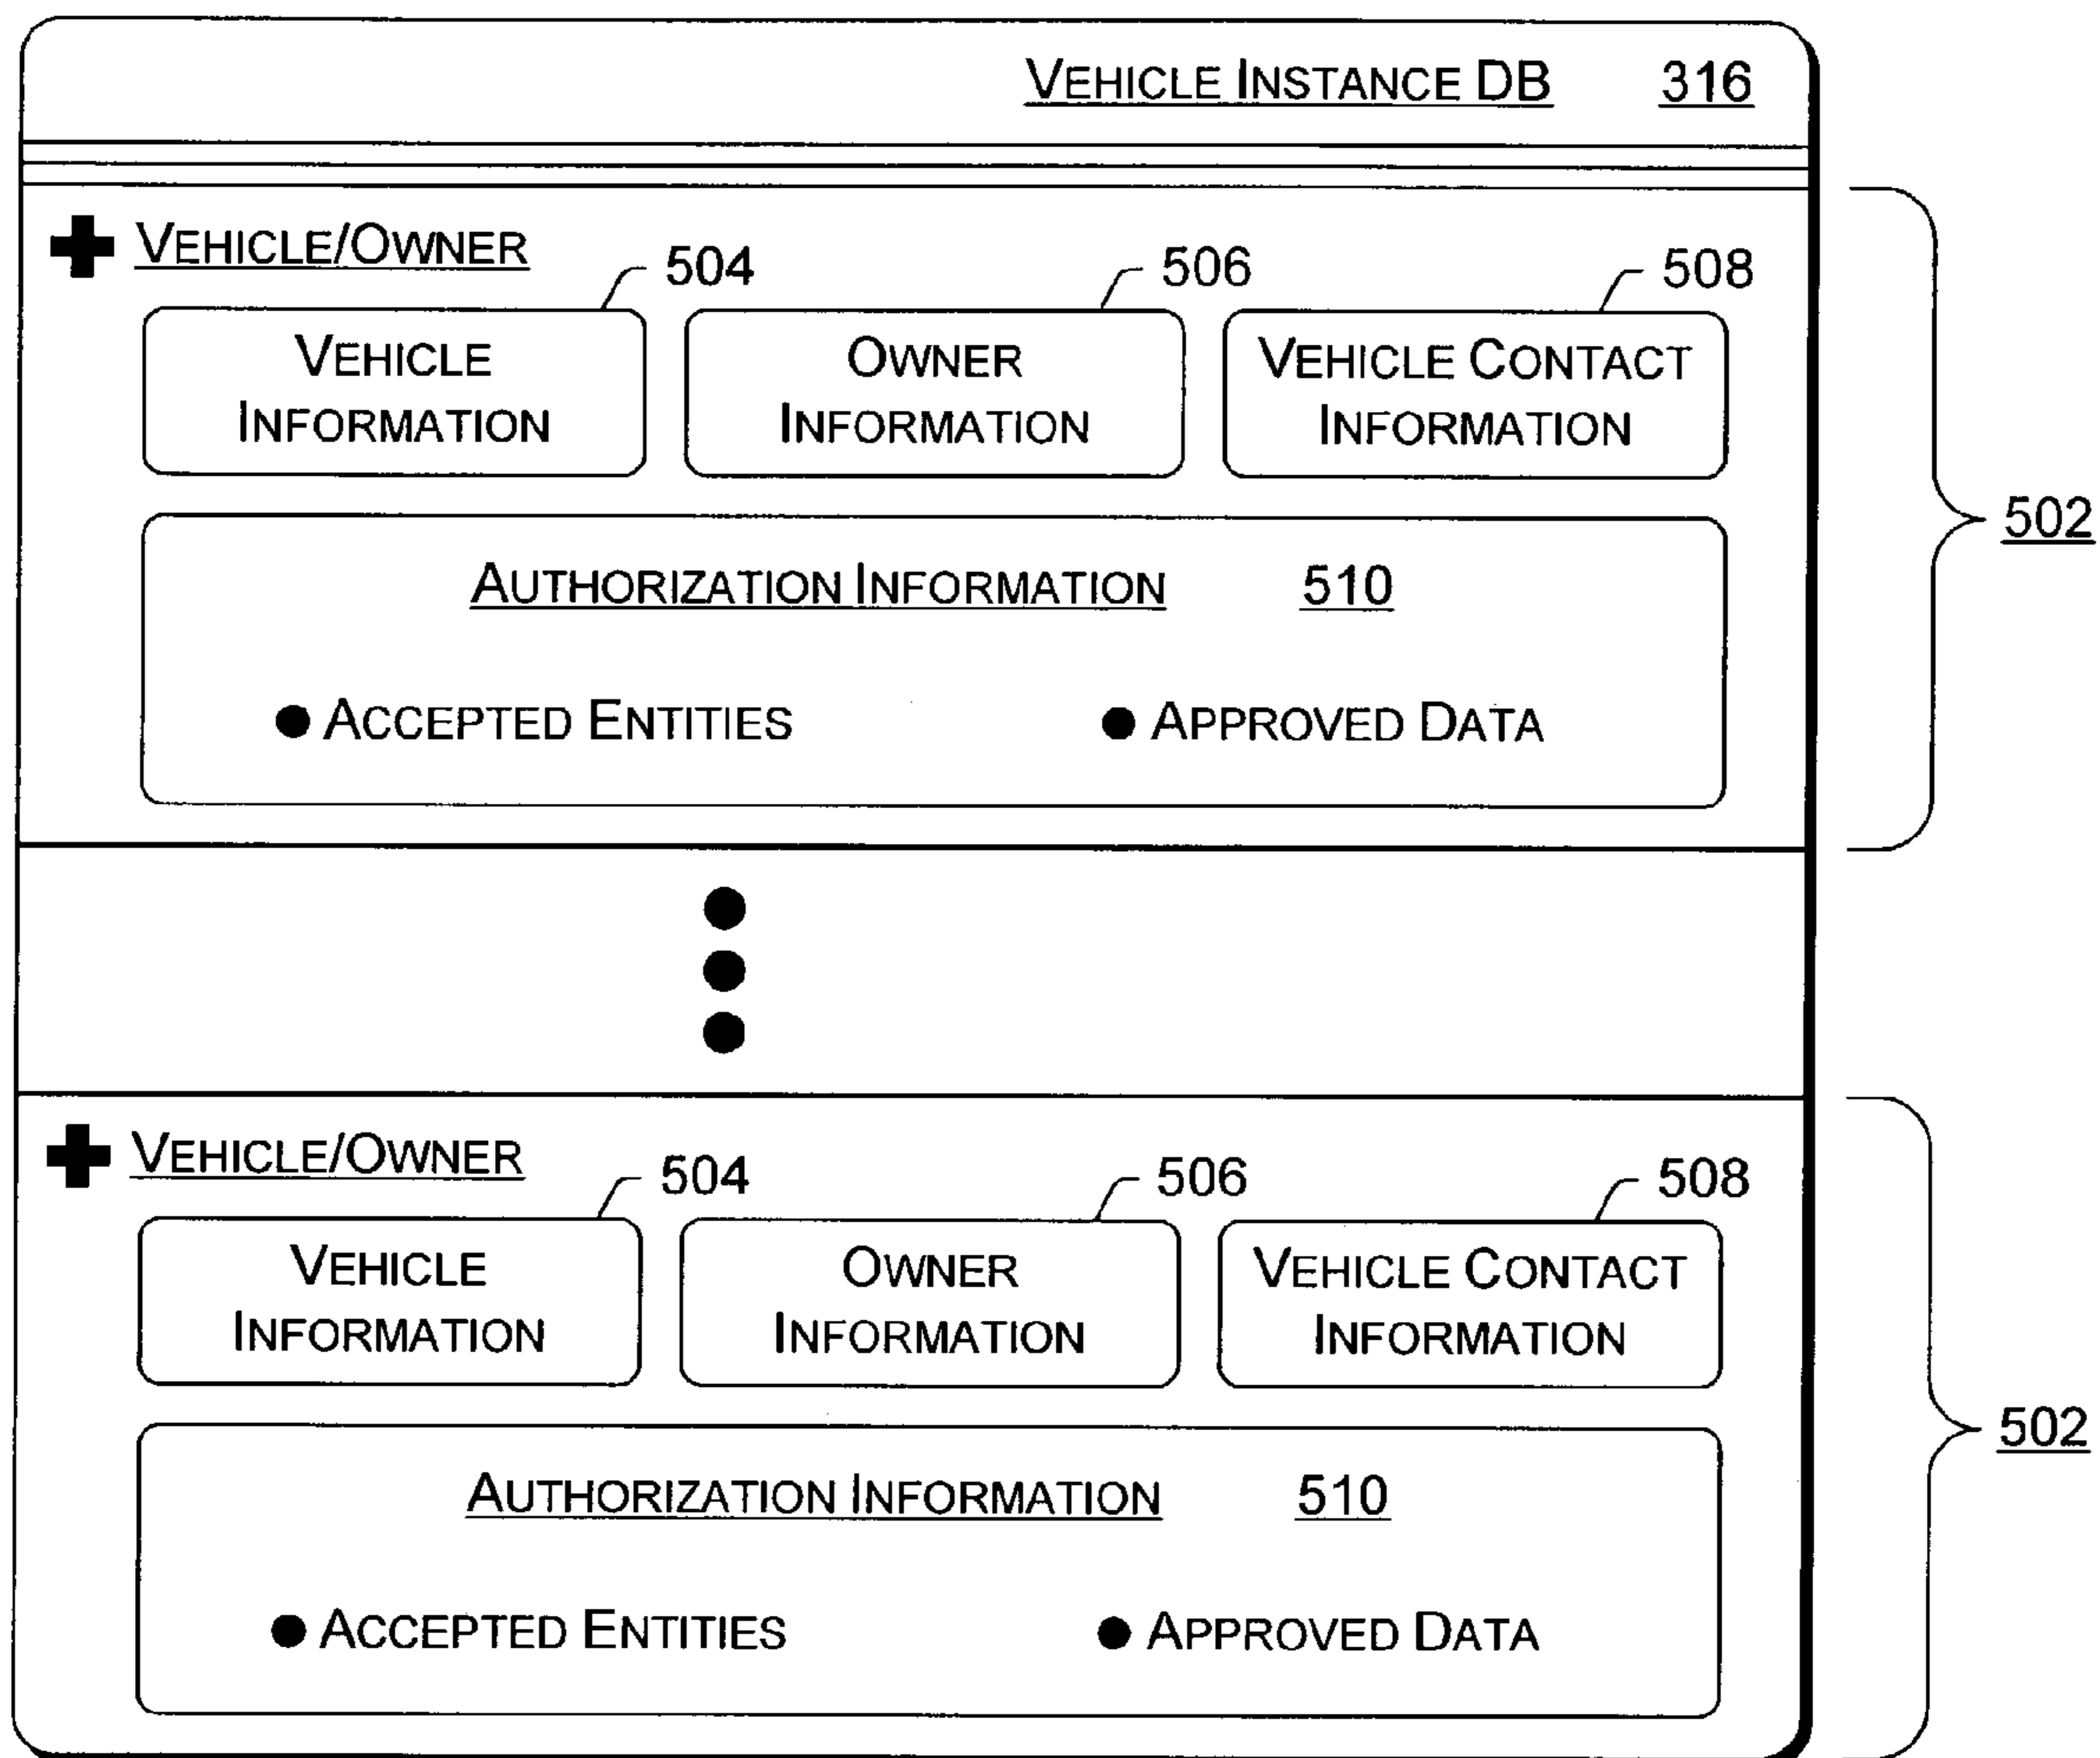 VEHICLE INSTANCE DB 316
VEHICLE/OWNER
504
506
508
VEHICLE
INFORMATION
OWNER
INFORMATION
VEHICLE CONTACT
INFORMATION
502
AUTHORIZATION INFORMATION 510
● ACCEPTED ENTITIES
● APPROVED DATA
VEHICLE/OWNER
504
506
508
VEHICLE
INFORMATION
OWNER
INFORMATION
VEHICLE CONTACT
INFORMATION
502
AUTHORIZATION INFORMATION 510
● ACCEPTED ENTITIES
● APPROVED DATA